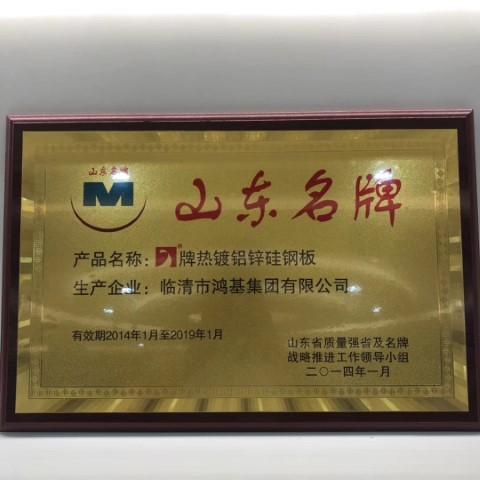 山东名牌
M
山东名牌
产品名称：牌热镀铝锌硅钢板
生产企业：临清市鸿基集团有限公司
有效期2014年1月至2019年1月
山东省质量强省及名牌
战略推进工作领导小组
二〇一四年一月